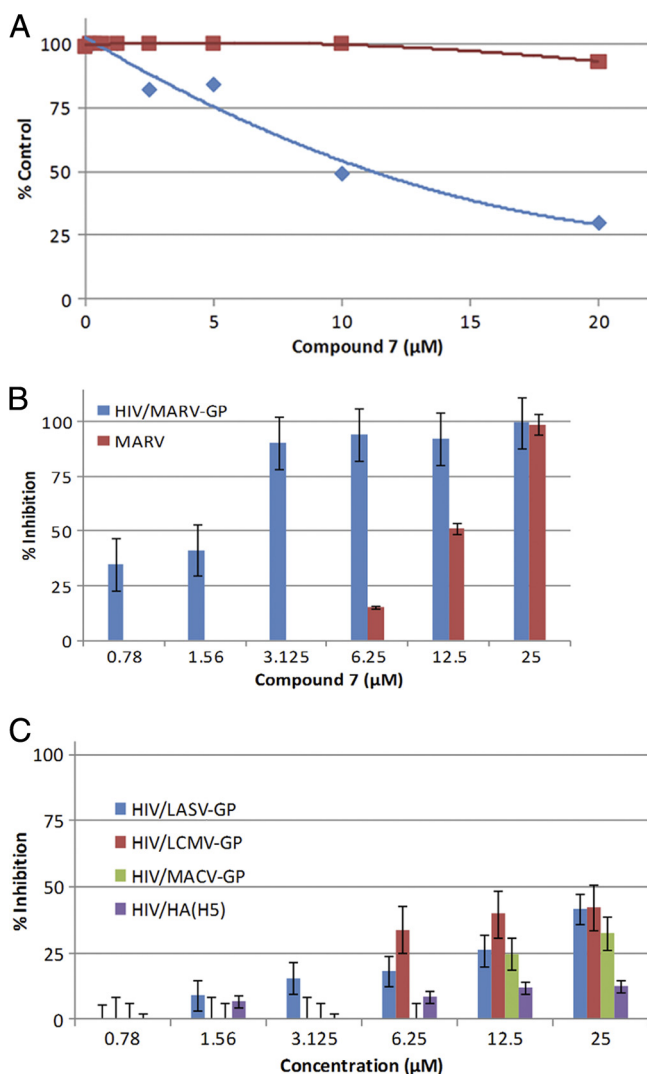 A
% Control
100
75
50
25
0
0 5 10 15 20
Compound 7 (µM)
B
HIV/MARV-GP
MARV
% Inhibition
100
75
50
25
0
0.78 1.56 3.125 6.25 12.5 25
Compound 7 (µM)
C
% Inhibition
100
75
50
25
0
HIV/LASV-GP
HIV/LCMV-GP
HIV/MACV-GP
HIV/HA(H5)
0.78 1.56 3.125 6.25 12.5 25
Concentration (µM)